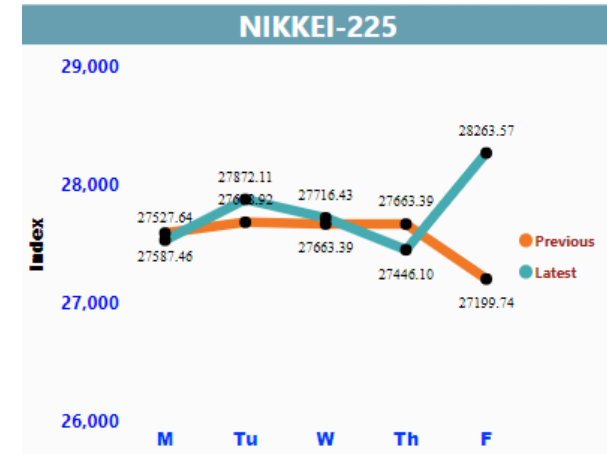 NIKKEI-225
29,000
28263.57
27872.11
28,000
27716.43
27663.39
27527.64
Previous
Index
27587.46
27663.39
Latest
27446.10
27,000
27199.74
26,000
M Tu W Th F